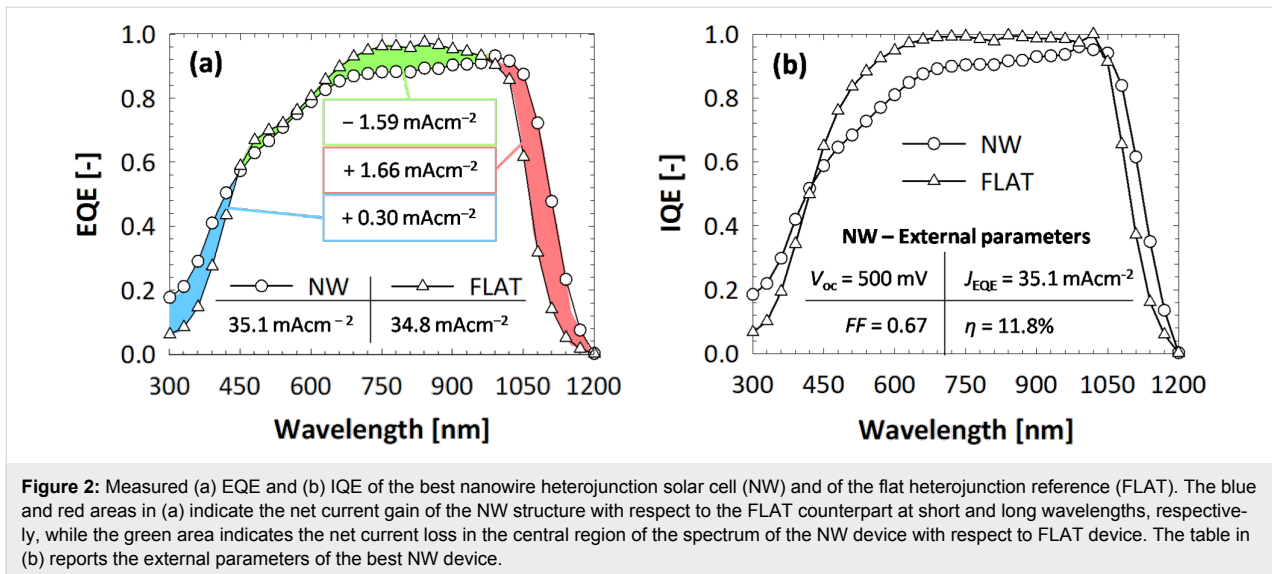 (a)
EQE [-]
1.0
0.8
0.6
0.4
0.2
0.0
− 1.59 mAcm⁻²
+ 1.66 mAcm⁻²
+ 0.30 mAcm⁻²
NW FLAT
35.1 mAcm⁻² 34.8 mAcm⁻²
300 450 600 750 900 1050 1200
Wavelength [nm]
(b)
IQE [-]
1.0
0.8
0.6
0.4
0.2
0.0
NW
FLAT
NW – External parameters
Voc = 500 mV JEQE = 35.1 mAcm⁻²
FF = 0.67 η = 11.8%
300 450 600 750 900 1050 1200
Wavelength [nm]
Figure 2: Measured (a) EQE and (b) IQE of the best nanowire heterojunction solar cell (NW) and of the flat heterojunction reference (FLAT). The blue
and red areas in (a) indicate the net current gain of the NW structure with respect to the FLAT counterpart at short and long wavelengths, respective-
ly, while the green area indicates the net current loss in the central region of the spectrum of the NW device with respect to FLAT device. The table in
(b) reports the external parameters of the best NW device.